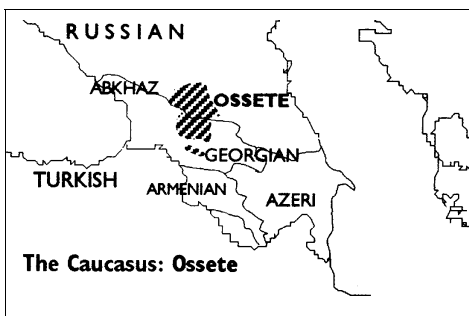 RUSSIAN
ABKHAZ
OSSETE
GEORGIAN
TURKISH
ARMENIAN
AZERI
The Caucasus: Ossete